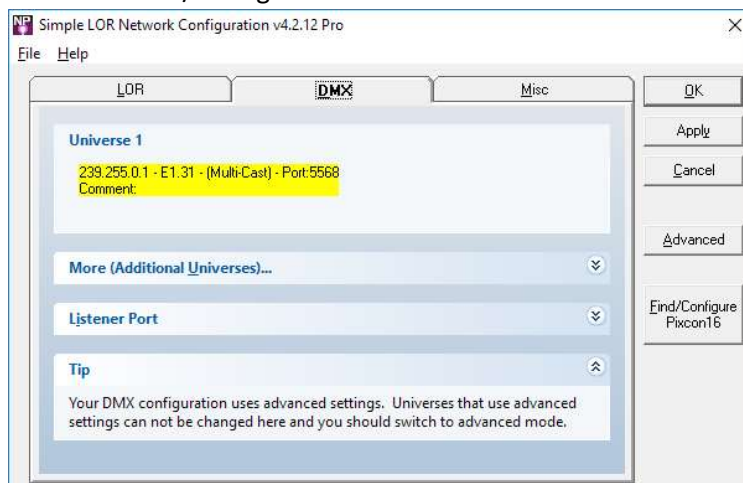 Simple LOR Network Configuration v4.2.12 Pro
File Help
LOR DMX Misc
OK
Apply
Cancel
Advanced
Find/Configure
Pixcon16
Universe 1
239.255.0.1 - E1.31 - (Multi-Cast) - Port:5568
Comment:
More (Additional Universes)...
Listener Port
Tip
Your DMX configuration uses advanced settings. Universes that use advanced
settings can not be changed here and you should switch to advanced mode.